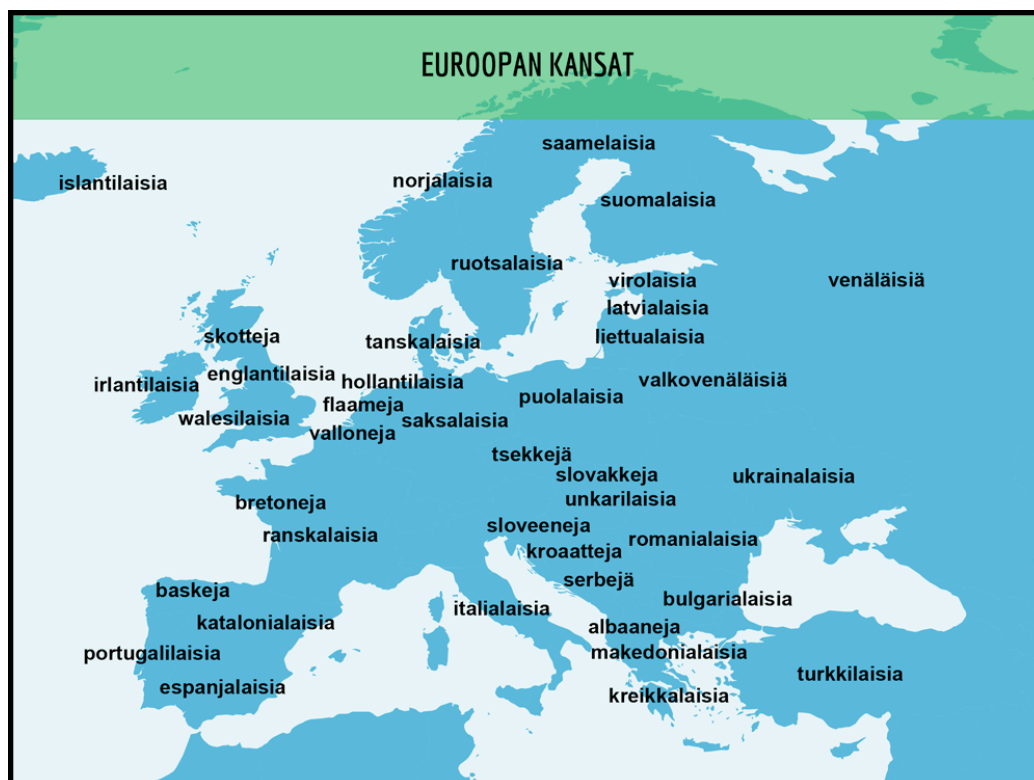 EUROOPAN KANSAT
saamelaisia
islantilaisia
norjalaisia
suomalaisia
ruotsalaisia
virolaisia
venäläisiä
latvialaisia
skotteja
tanskalaisia
liettualaisia
irlantilaisia
englantilaisia
hollantilaisia
valkovenäläisiä
flaameja
puolalaisia
walesilaisia
valloneja
saksalaisia
tsekkejä
slovakkeja
ukrainalaisia
bretoneja
unkarilaisia
ranskalaisia
sloveeneja
romanialaisia
kroaatteja
baskeja
serbejä
italialaisia
bulgarialaisia
katalonialaisia
albaaneja
portugalilaisia
makedonialaisia
turkkilaisia
espanjalaisia
kreikkalaisia